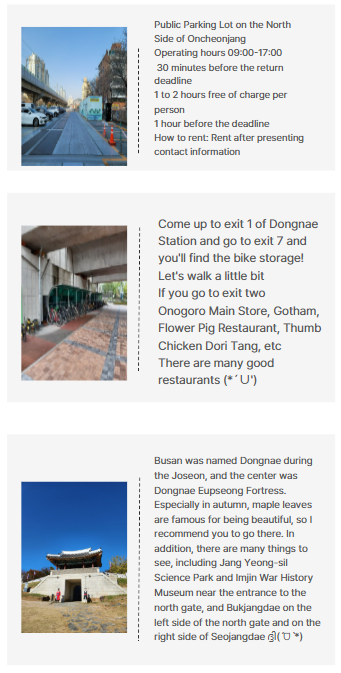 Public Parking Lot on the North
Side of Oncheonjang
Operating hours 09:00-17:00
30 minutes before the return
deadline
1 to 2 hours free of charge per
person
1 hour before the deadline
How to rent: Rent after presenting
contact information
Come up to exit 1 of Dongnae
Station and go to exit 7 and
you'll find the bike storage!
Let's walk a little bit
If you go to exit two
Onogoro Main Store, Gotham,
Flower Pig Restaurant, Thumb
Chicken Dori Tang, etc
There are many good
restaurants (*´∪')
Busan was named Dongnae during
the Joseon, and the center was
Dongnae Eupseong Fortress.
Especially in autumn, maple leaves
are famous for being beautiful, so I
recommend you to go there. In
addition, there are many things to
see, including Jang Yeong-sil
Science Park and Imjin War History
Museum near the entrance to the
north gate, and Bukjangdae on the
left side of the north gate and on the
right side of Seojangdae